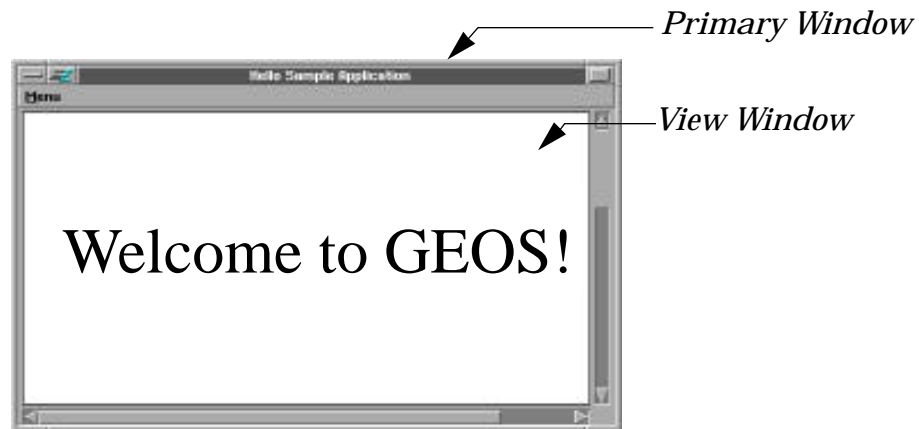 Primary Window
Hello Sample Application
Menu
View Window
Welcome to GEOS!